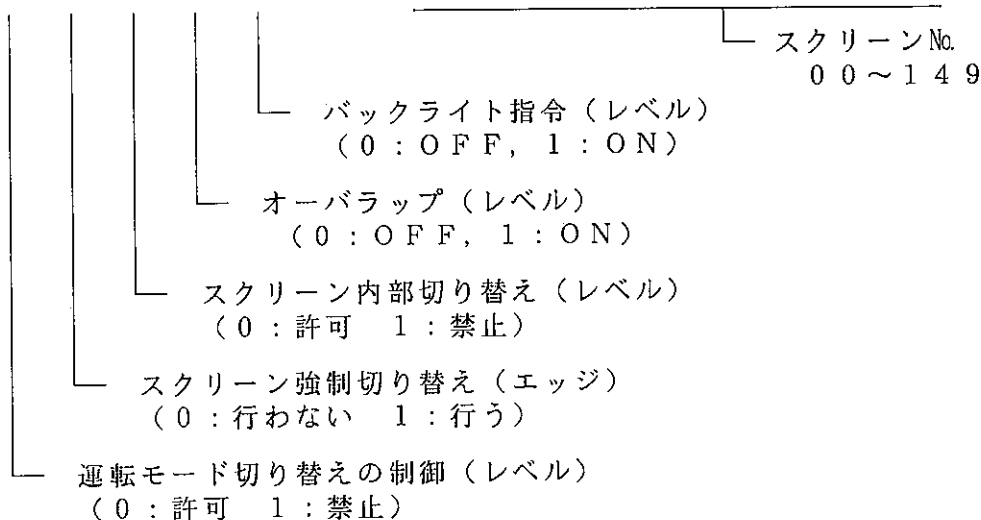 スクリーン№
００～１４９
バックライト指令（レベル）
（０：ＯＦＦ，１：ＯＮ）
オーバラップ（レベル）
（０：ＯＦＦ，１：ＯＮ）
スクリーン内部切り替え（レベル）
（０：許可　１：禁止）
スクリーン強制切り替え（エッジ）
（０：行わない　１：行う）
運転モード切り替えの制御（レベル）
（０：許可　１：禁止）